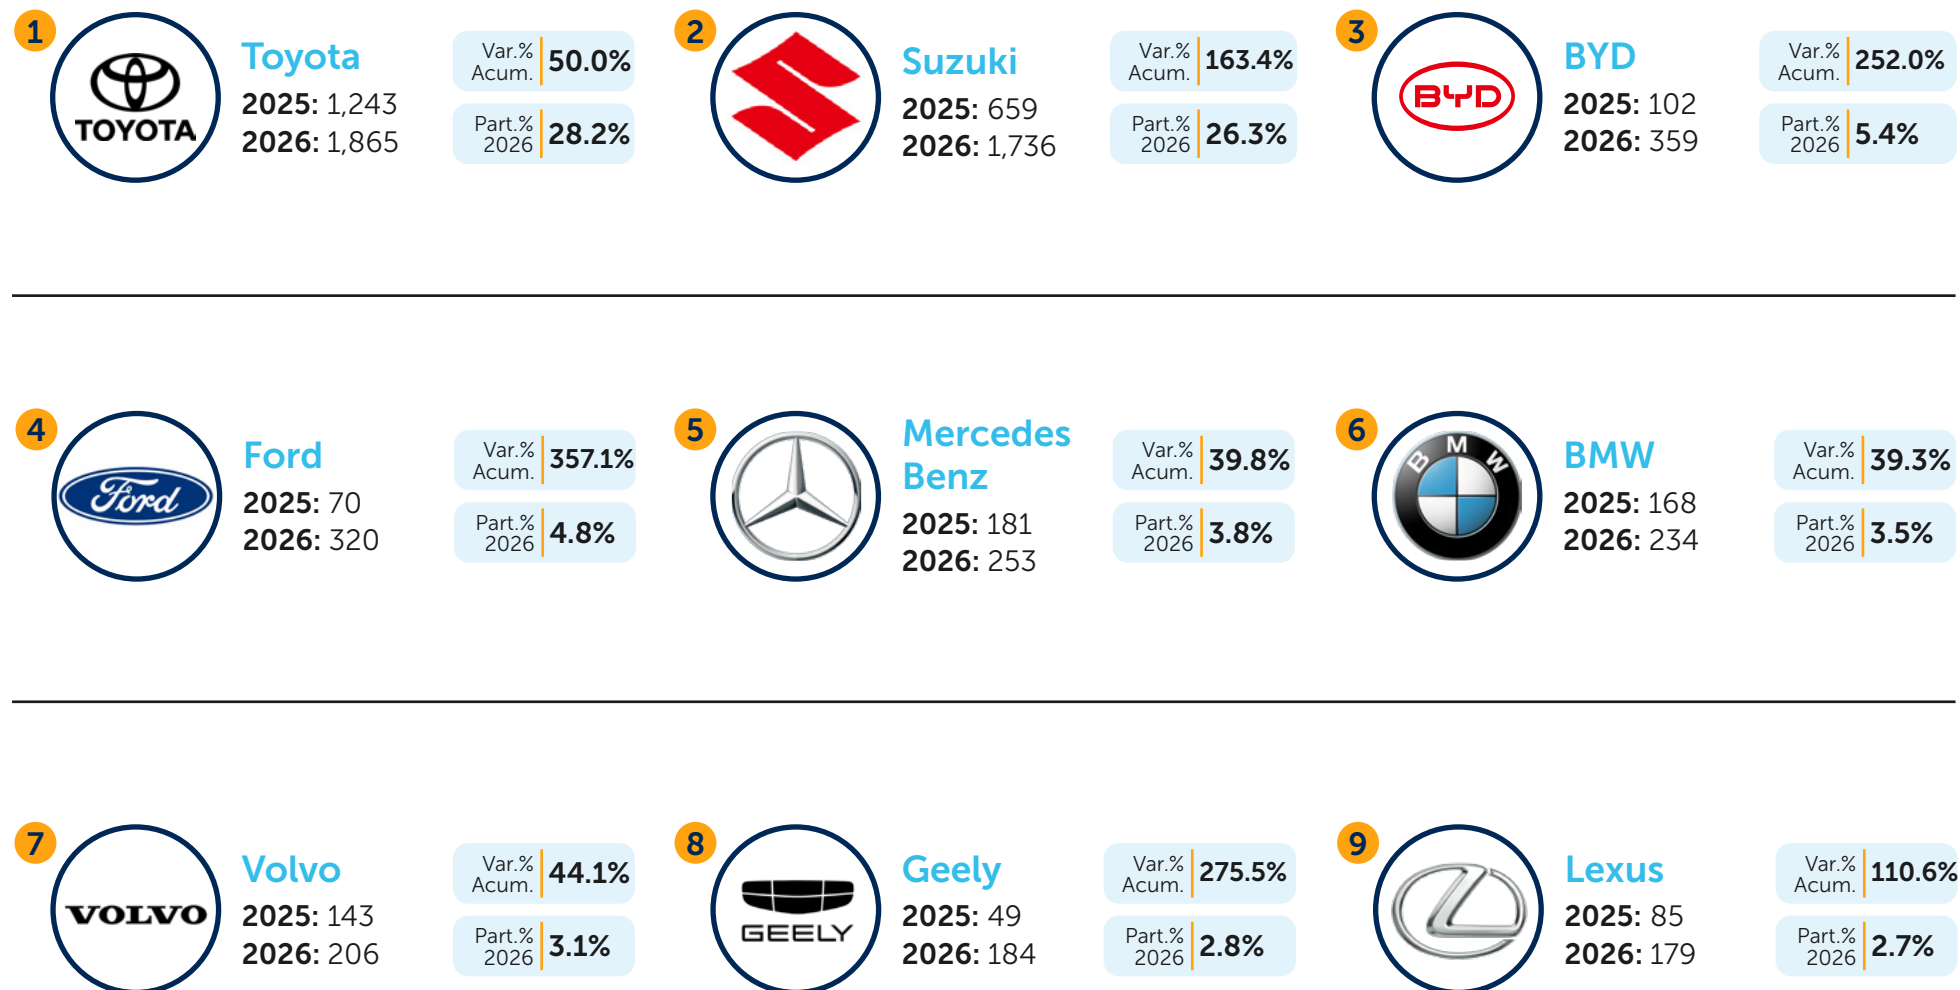 1
TOYOTA
Toyota
2025: 1,243
2026: 1,865
Var.%
Acum.
50.0%
Part.%
2026
28.2%
2
Suzuki
2025: 659
2026: 1,736
Var.%
Acum.
163.4%
Part.%
2026
26.3%
3
BYD
BYD
2025: 102
2026: 359
Var.%
Acum.
252.0%
Part.%
2026
5.4%
4
Ford
Ford
2025: 70
2026: 320
Var.%
Acum.
357.1%
Part.%
2026
4.8%
5
Mercedes
Benz
2025: 181
2026: 253
Var.%
Acum.
39.8%
Part.%
2026
3.8%
6
BMW
BMW
2025: 168
2026: 234
Var.%
Acum.
39.3%
Part.%
2026
3.5%
7
VOLVO
Volvo
2025: 143
2026: 206
Var.%
Acum.
44.1%
Part.%
2026
3.1%
8
GEELY
Geely
2025: 49
2026: 184
Var.%
Acum.
275.5%
Part.%
2026
2.8%
9
Lexus
2025: 85
2026: 179
Var.%
Acum.
110.6%
Part.%
2026
2.7%